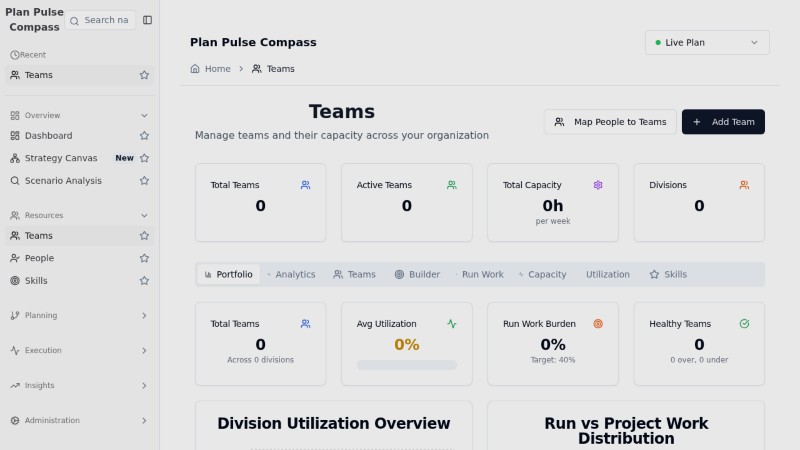 Plan Pulse
Compass
Search na
Recent
Teams
Overview
Dashboard
Strategy Canvas New
Scenario Analysis
Resources
Teams
People
Skills
Planning
Execution
Insights
Administration
Plan Pulse Compass
Live Plan
Home > Teams
Teams
Manage teams and their capacity across your organization
Map People to Teams
+ Add Team
Total Teams
0
Active Teams
0
Total Capacity
0h
per week
Divisions
0
Portfolio Analytics Teams Builder Run Work Capacity Utilization Skills
Total Teams
0
Across 0 divisions
Avg Utilization
0%
Run Work Burden
0%
Target: 40%
Healthy Teams
0
0 over, 0 under
Division Utilization Overview
Run vs Project Work
Distribution